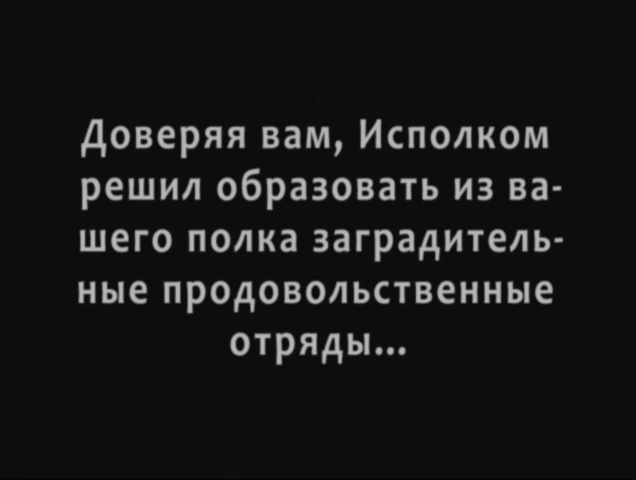 Доверяя вам, Исполком
решил образовать из ва-
шего полка заградитель-
ные продовольственные
отряды...